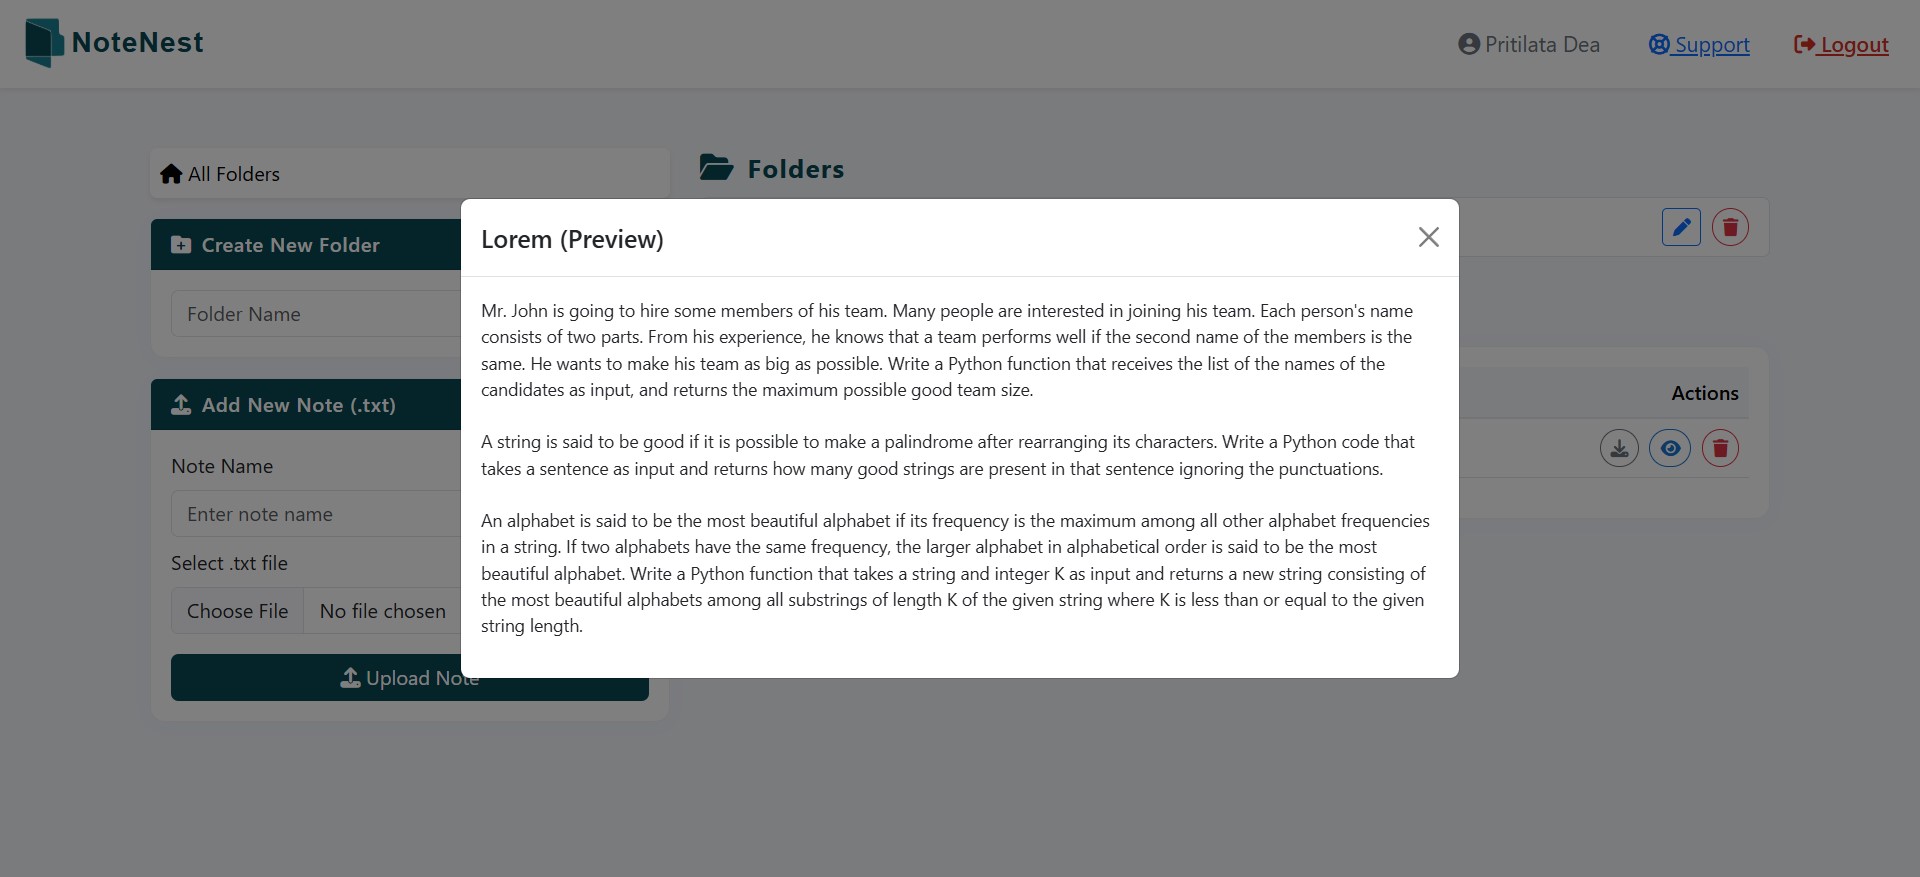 NoteNest
Pritilata Dea
Support
Logout
All Folders
Folders
Create New Folder
Folder Name
Add New Note (.txt)
Note Name
Enter note name
Select .txt file
Choose File No file chosen
Upload Note
Actions
Lorem (Preview)
Mr. John is going to hire some members of his team. Many people are interested in joining his team. Each person's name
consists of two parts. From his experience, he knows that a team performs well if the second name of the members is the
same. He wants to make his team as big as possible. Write a Python function that receives the list of the names of the
candidates as input, and returns the maximum possible good team size.
A string is said to be good if it is possible to make a palindrome after rearranging its characters. Write a Python code that
takes a sentence as input and returns how many good strings are present in that sentence ignoring the punctuations.
An alphabet is said to be the most beautiful alphabet if its frequency is the maximum among all other alphabet frequencies
in a string. If two alphabets have the same frequency, the larger alphabet in alphabetical order is said to be the most
beautiful alphabet. Write a Python function that takes a string and integer K as input and returns a new string consisting of
the most beautiful alphabets among all substrings of length K of the given string where K is less than or equal to the given
string length.